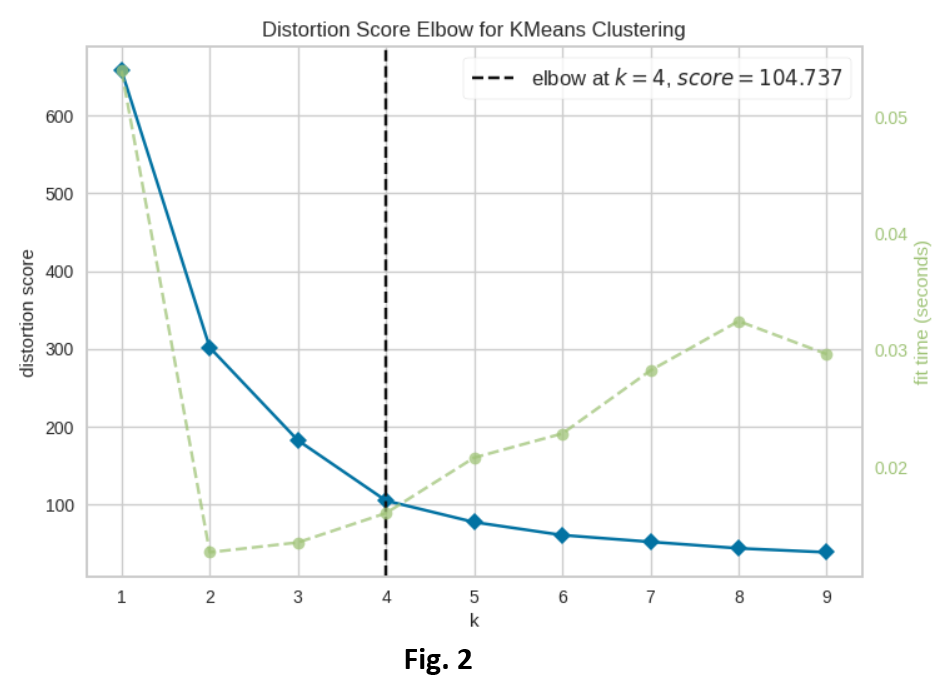 Distortion Score Elbow for KMeans Clustering
elbow at k = 4, score = 104.737
600
500
400
300
200
100
distortion score
0.05
0.04
0.03
0.02
fit time (seconds)
1 2 3 4 5 6 7 8 9
k
Fig. 2